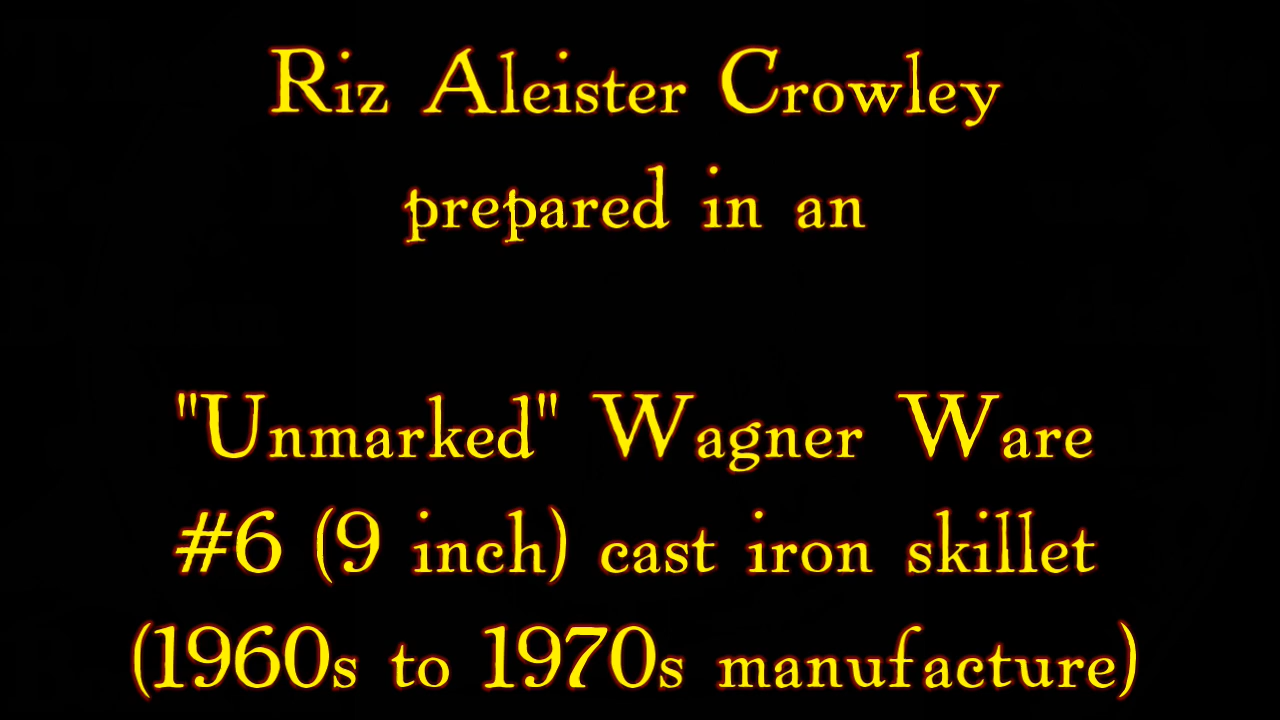 Riz Aleister Crowley
prepared in an
"Unmarked" Wagner Ware
#6 (9 inch) cast iron skillet
(1960s to 1970s manufacture)